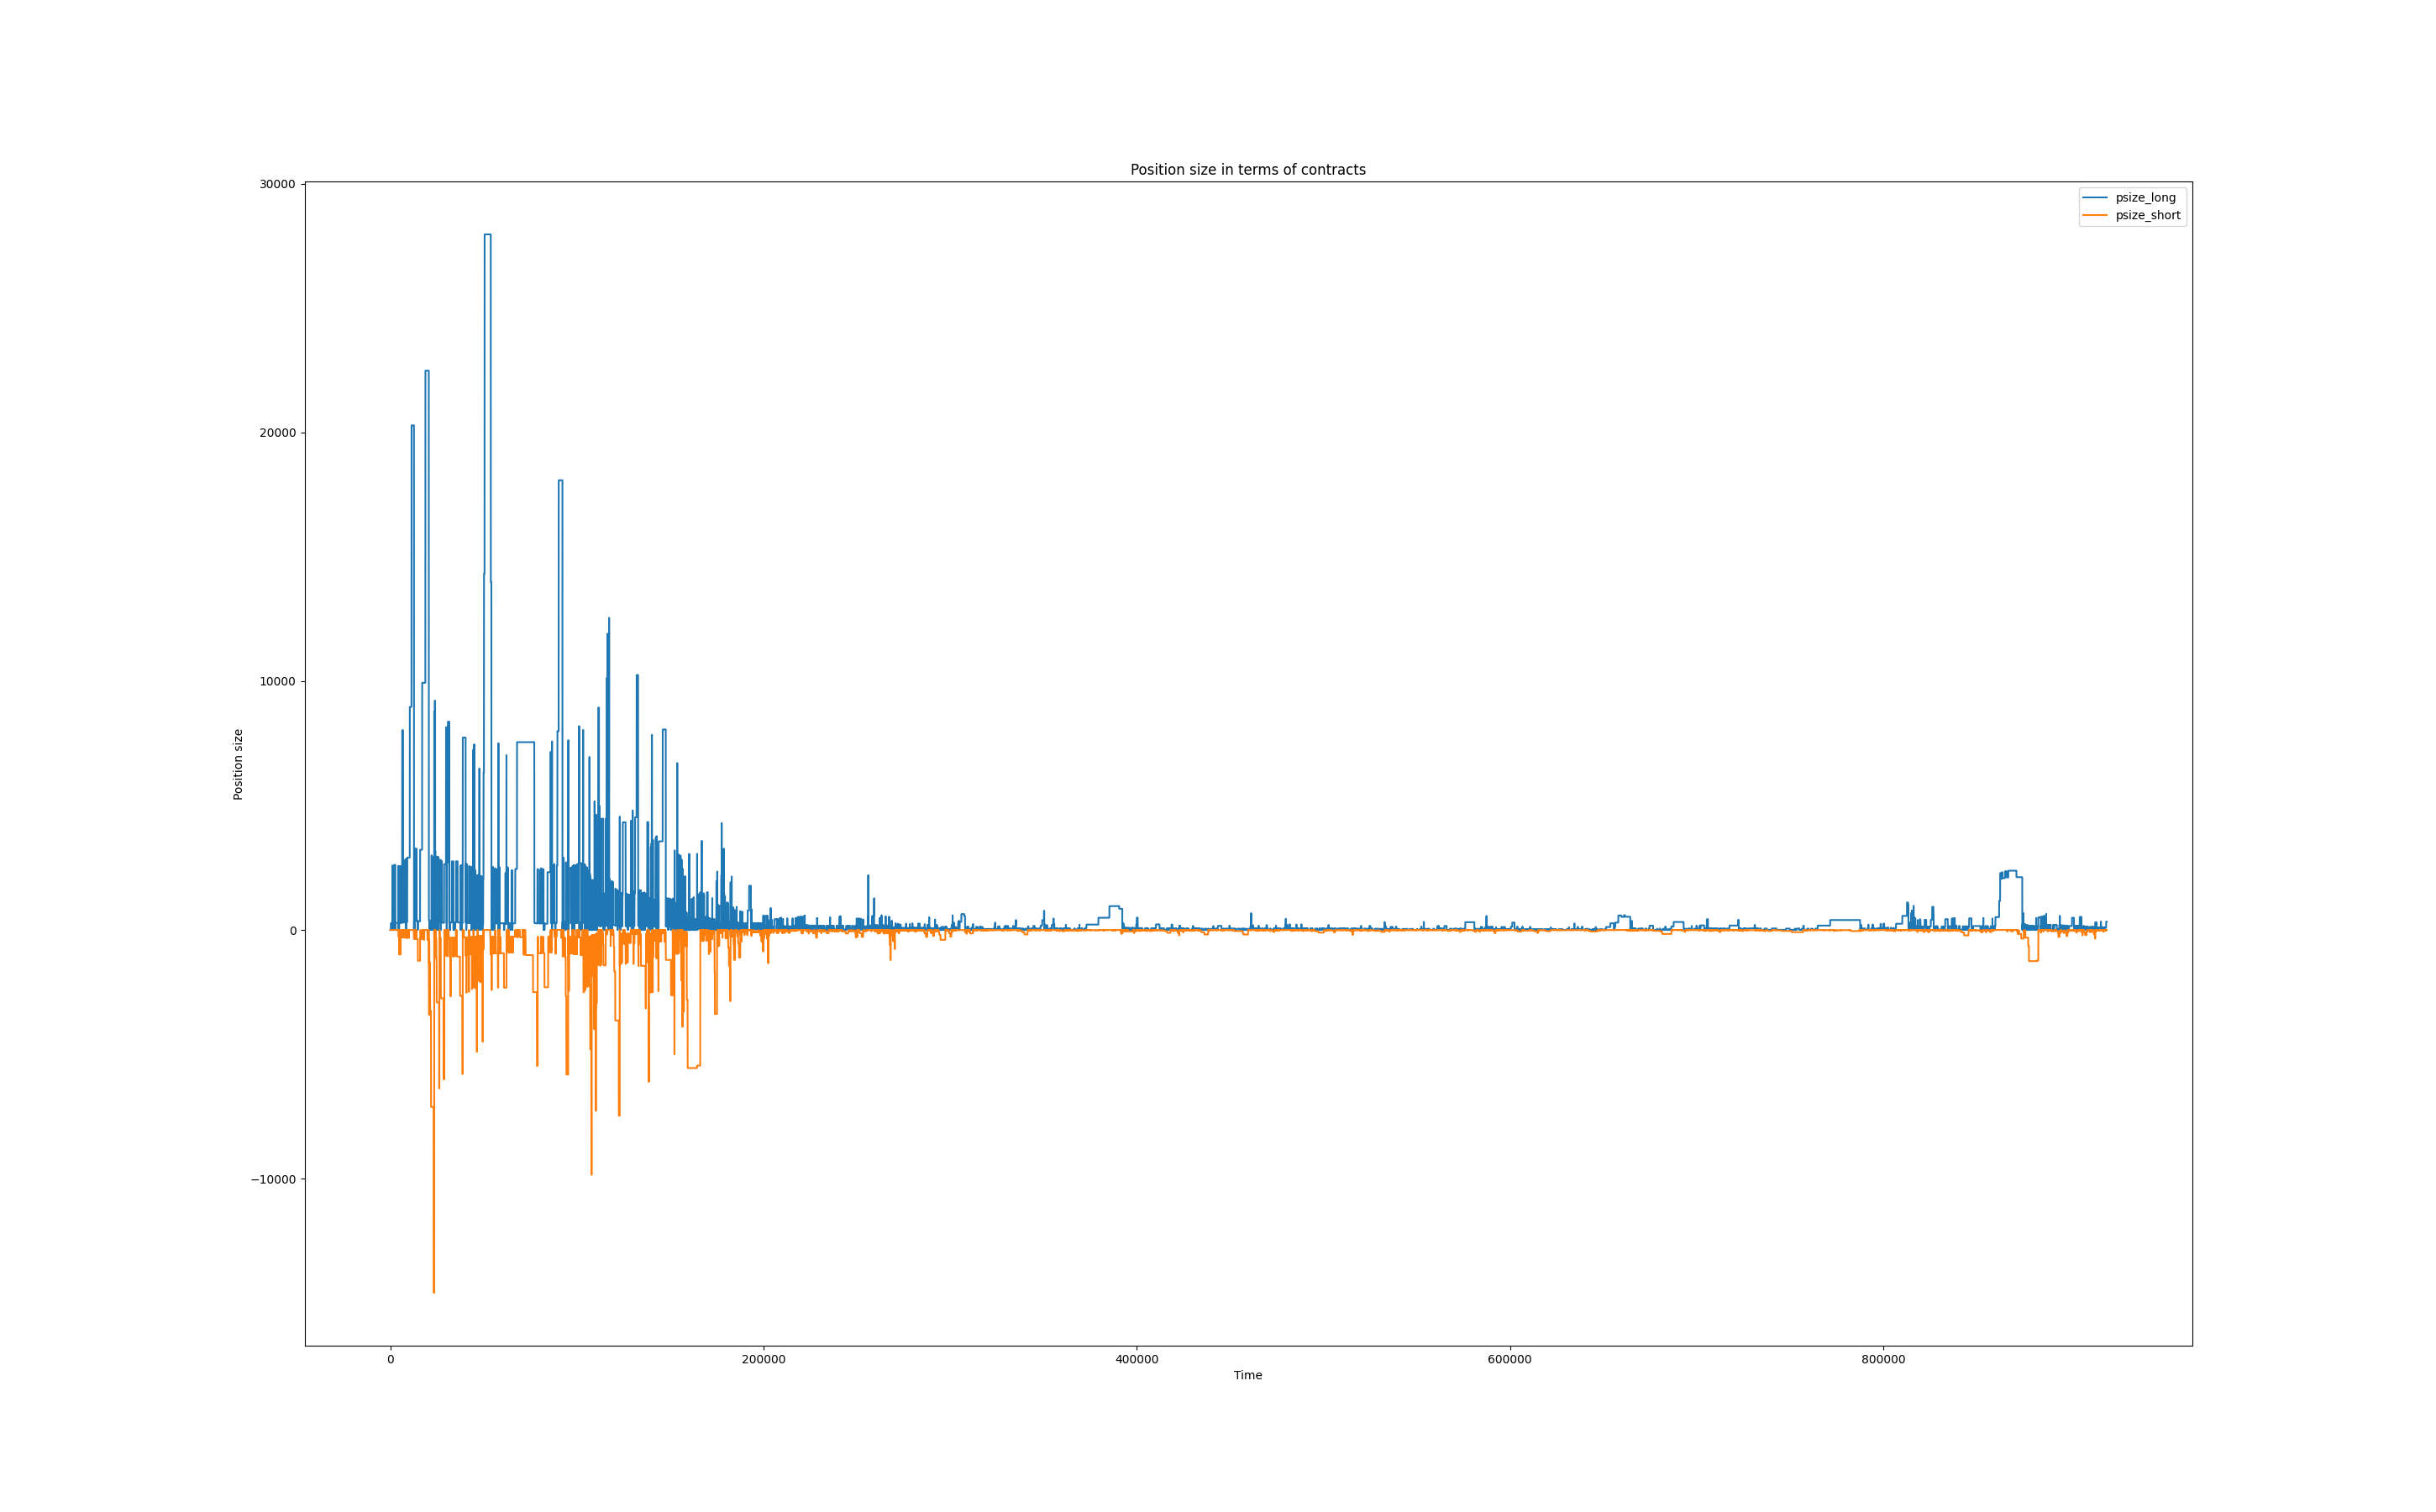 Position size in terms of contracts
psize_long
psize_short
30000
20000
10000
0
−10000
Position size
0
200000
400000
600000
800000
Time